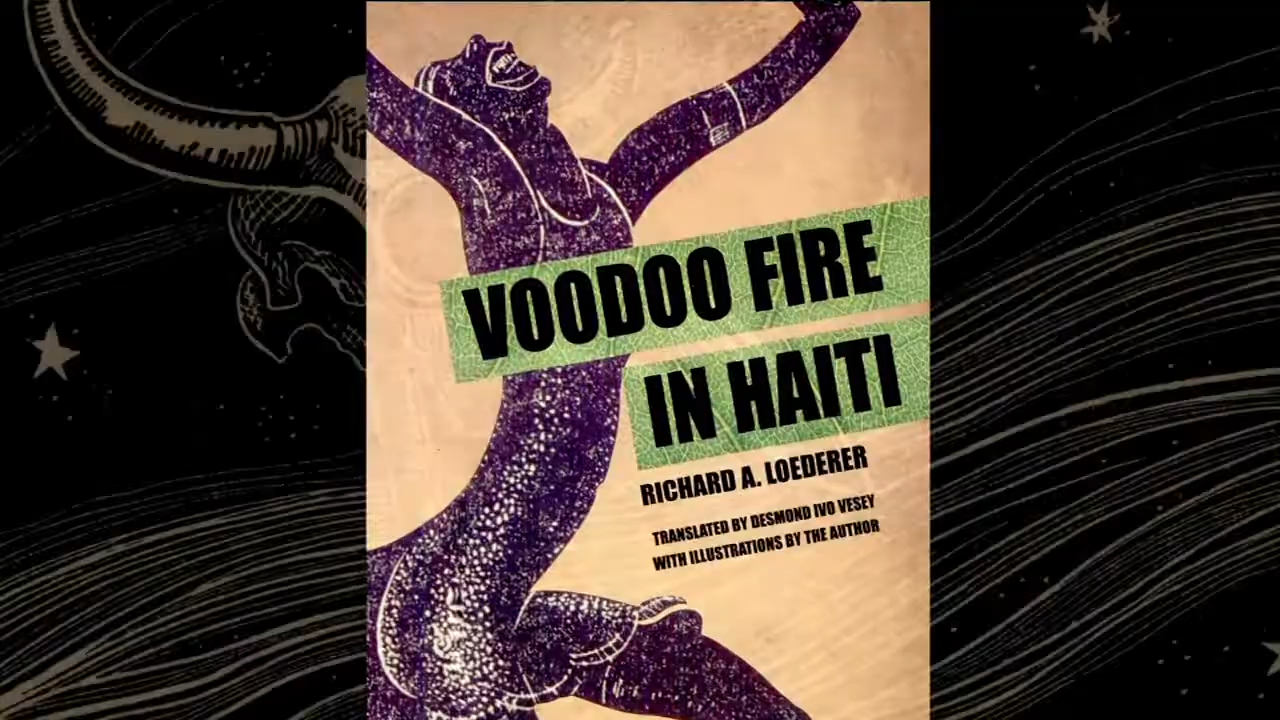 VOODOO FIRE
IN HAITI
RICHARD A. LOEDERER
TRANSLATED BY DESMOND IVO VESEY
WITH ILLUSTRATIONS BY THE AUTHOR